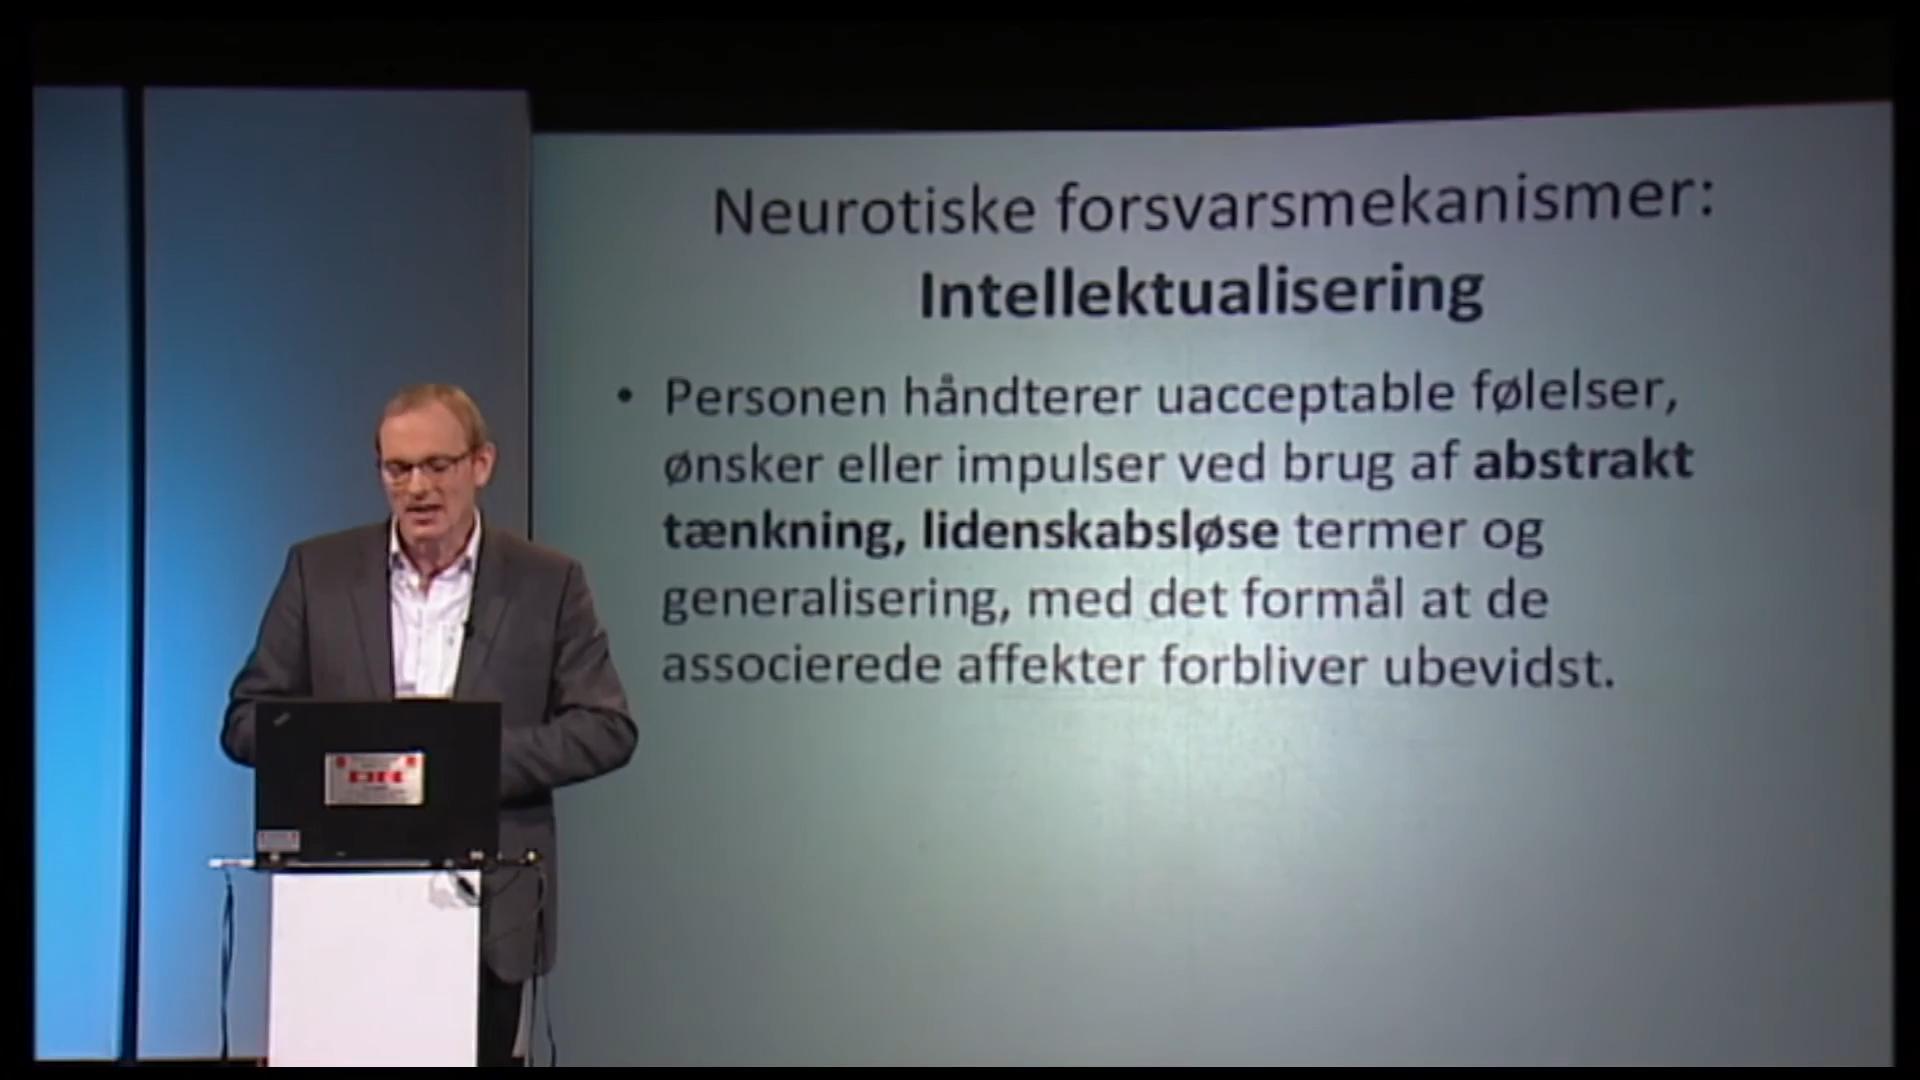 Neurotiske forsvarsmekanismer:
Intellektualisering
• Personen håndterer uacceptable følelser,
ønsker eller impulser ved brug af abstrakt
tænkning, lidenskabsløse termer og
generalisering, med det formål at de
associerede affekter forbliver ubevidst.
DR